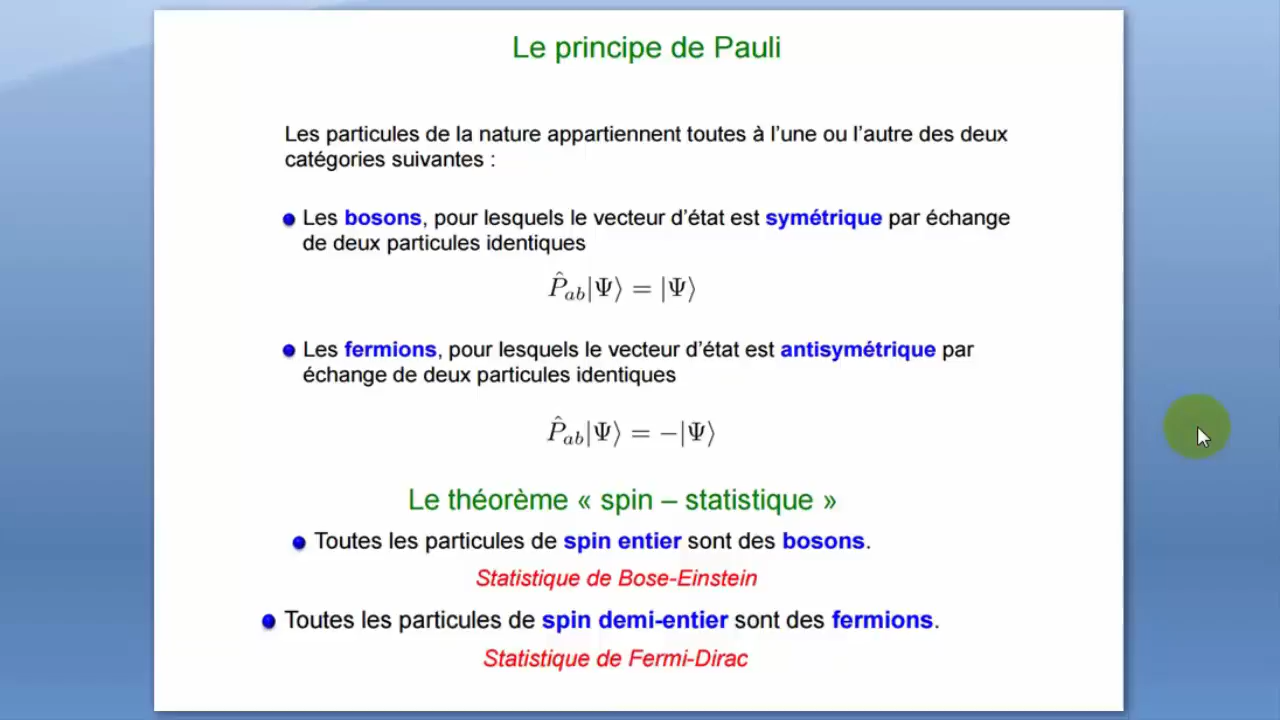 Le principe de Pauli
Les particules de la nature appartiennent toutes à l'une ou l'autre des deux
catégories suivantes :
Les bosons, pour lesquels le vecteur d'état est symétrique par échange
de deux particules identiques
P̂_ab|Ψ⟩ = |Ψ⟩
Les fermions, pour lesquels le vecteur d'état est antisymétrique par
échange de deux particules identiques
P̂_ab|Ψ⟩ = −|Ψ⟩
Le théorème « spin – statistique »
Toutes les particules de spin entier sont des bosons.
Statistique de Bose-Einstein
Toutes les particules de spin demi-entier sont des fermions.
Statistique de Fermi-Dirac